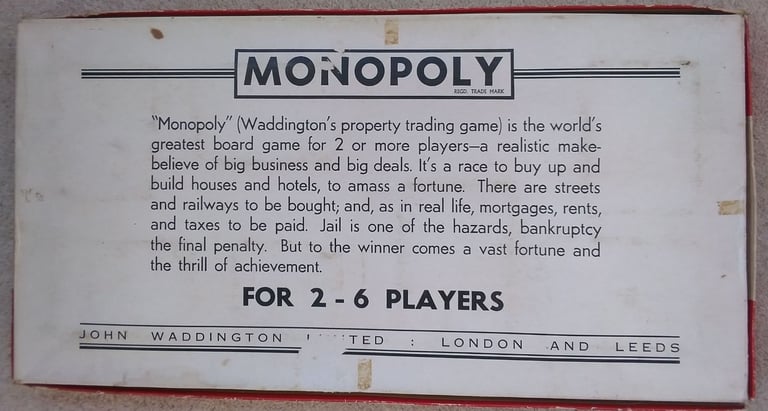 MONOPOLY
REGD. TRADE MARK
"Monopoly" (Waddington's property trading game) is the world's
greatest board game for 2 or more players—a realistic make-
believe of big business and big deals. It's a race to buy up and
build houses and hotels, to amass a fortune. There are streets
and railways to be bought; and, as in real life, mortgages, rents,
and taxes to be paid. Jail is one of the hazards, bankruptcy
the final penalty. But to the winner comes a vast fortune and
the thrill of achievement.
FOR 2 - 6 PLAYERS
JOHN WADDINGTON : LONDON AND LEEDS